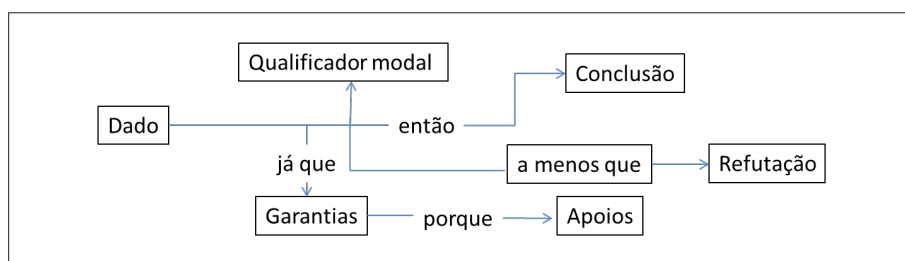 Qualificador modal
Conclusão
Dado
então
já que
a menos que
Refutação
Garantias
porque
Apoios